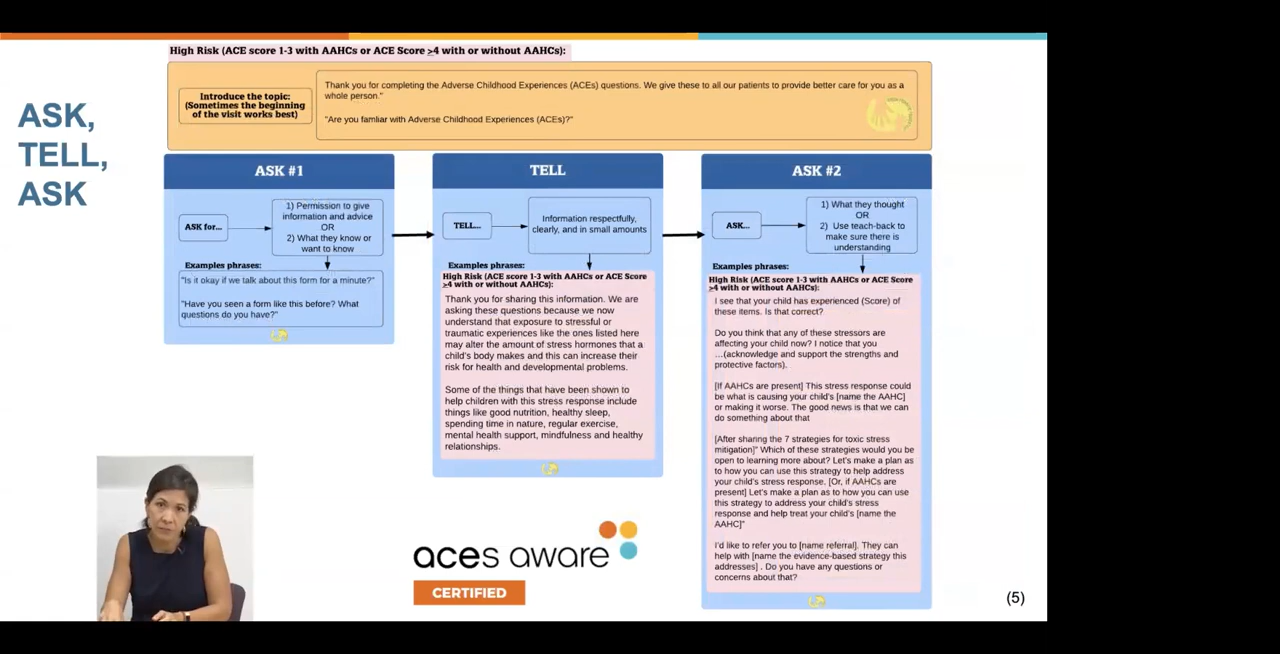 High Risk (ACE score 1-3 with AAHCs or ACE Score ≥4 with or without AAHCs):
ASK,
TELL,
ASK
Introduce the topic:
(Sometimes the beginning
of the visit works best)
Thank you for completing the Adverse Childhood Experiences (ACEs) questions. We give these to all our patients to provide better care for you as a
whole person."
"Are you famliar with Adverse Childhood Experiences (ACEs)?"
ASK #1
ASK for...
1) Permission to give
information and advice
OR
2) What they know or
want to know
Examples phrases:
"Is it okay if we talk about this form for a minute?"
"Have you seen a form like this before? What
questions do you have?"
TELL
TELL...
Information respectfully,
clearly, and in small amounts
Examples phrases:
High Risk (ACE score 1-3 with AAHCs or ACE Score
≥4 with or without AAHCs):
Thank you for sharing this information. We are
asking these questions because we now
understand that exposure to stressful or
traumatic experiences like the ones listed here
may alter the amount of stress hormones that a
child's body makes and this can increase their
risk for health and developmental problems.
Some of the things that have been shown to
help children with this stress response include
things like good nutrition, healthy sleep,
spending time in nature, regular exercise,
mental health support, mindfulness and healthy
relationships.
ASK #2
ASK...
1) What they thought
OR
2) Use teach-back to
make sure there is
understanding
Examples phrases:
High Risk (ACE score 1-3 with AAHCs or ACE Score
≥4 with or without AAHCs):
I see that your child has experienced (Score) of
these items. Is that correct?
Do you think that any of these stressors are
affecting your child now? I notice that you
...(acknowledge and support the strengths and
protective factors).
[If AAHCs are present] This stress response could
be what is causing your child's [name the AAHC]
or making it worse. The good news is that we can
do something about that
[After sharing the 7 strategies for toxic stress
mitigation]" Which of these strategies would you be
open to learning more about? Let's make a plan as
to how you can use this strategy to help address
your child's stress response. [Or, if AAHCs are
present] Let's make a plan as to how you can use
this strategy to address your child's stress
response and help treat your child's [name the
AAHC]"
I'd like to refer you to [name referral]. They can
help with [name the evidence-based strategy this
addresses] . Do you have any questions or
concerns about that?
aces aware
CERTIFIED
(5)